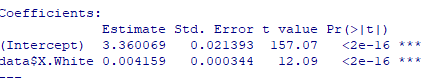 Coefficients:
Estimate Std. Error t value Pr(>|t|)
(Intercept) 3.360069 0.021393 157.07 <2e-16 ***
data$X.White 0.004159 0.000344 12.09 <2e-16 ***
---